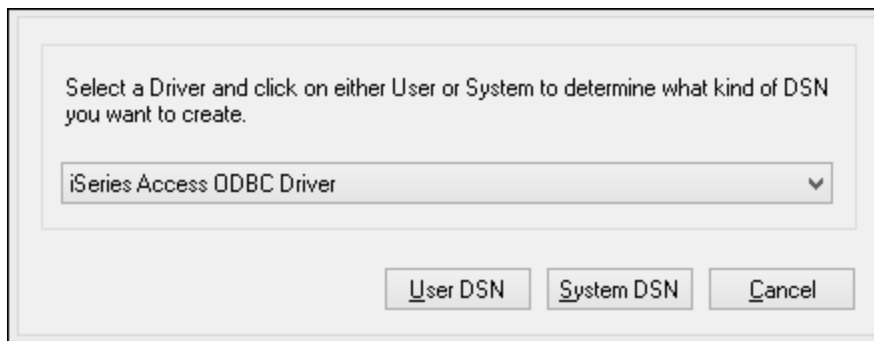 Select a Driver and click on either User or System to determine what kind of DSN
you want to create.
iSeries Access ODBC Driver
User DSN System DSN Cancel